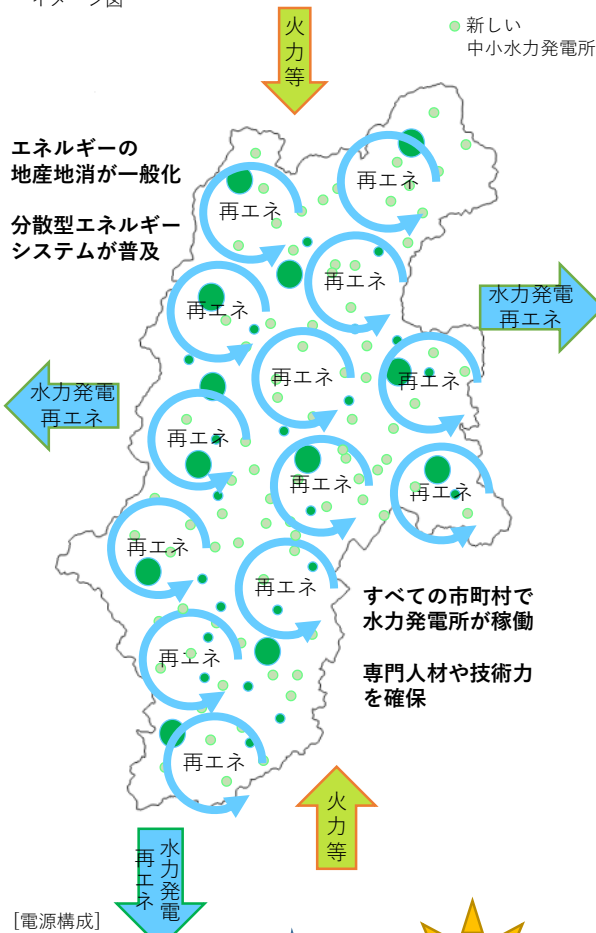 イメージ図
火力等
新しい
中小水力発電所
エネルギーの
地産地消が一般化
分散型エネルギー
システムが普及
再エネ
再エネ
再エネ
再エネ
水力発電
再エネ
再エネ
再エネ
水力発電
再エネ
再エネ
再エネ
再エネ
再エネ
再エネ
すべての市町村で
水力発電所が稼働
専門人材や技術力
を確保
再エネ
再エネ
火力等
水力発電
再エネ
[電源構成]